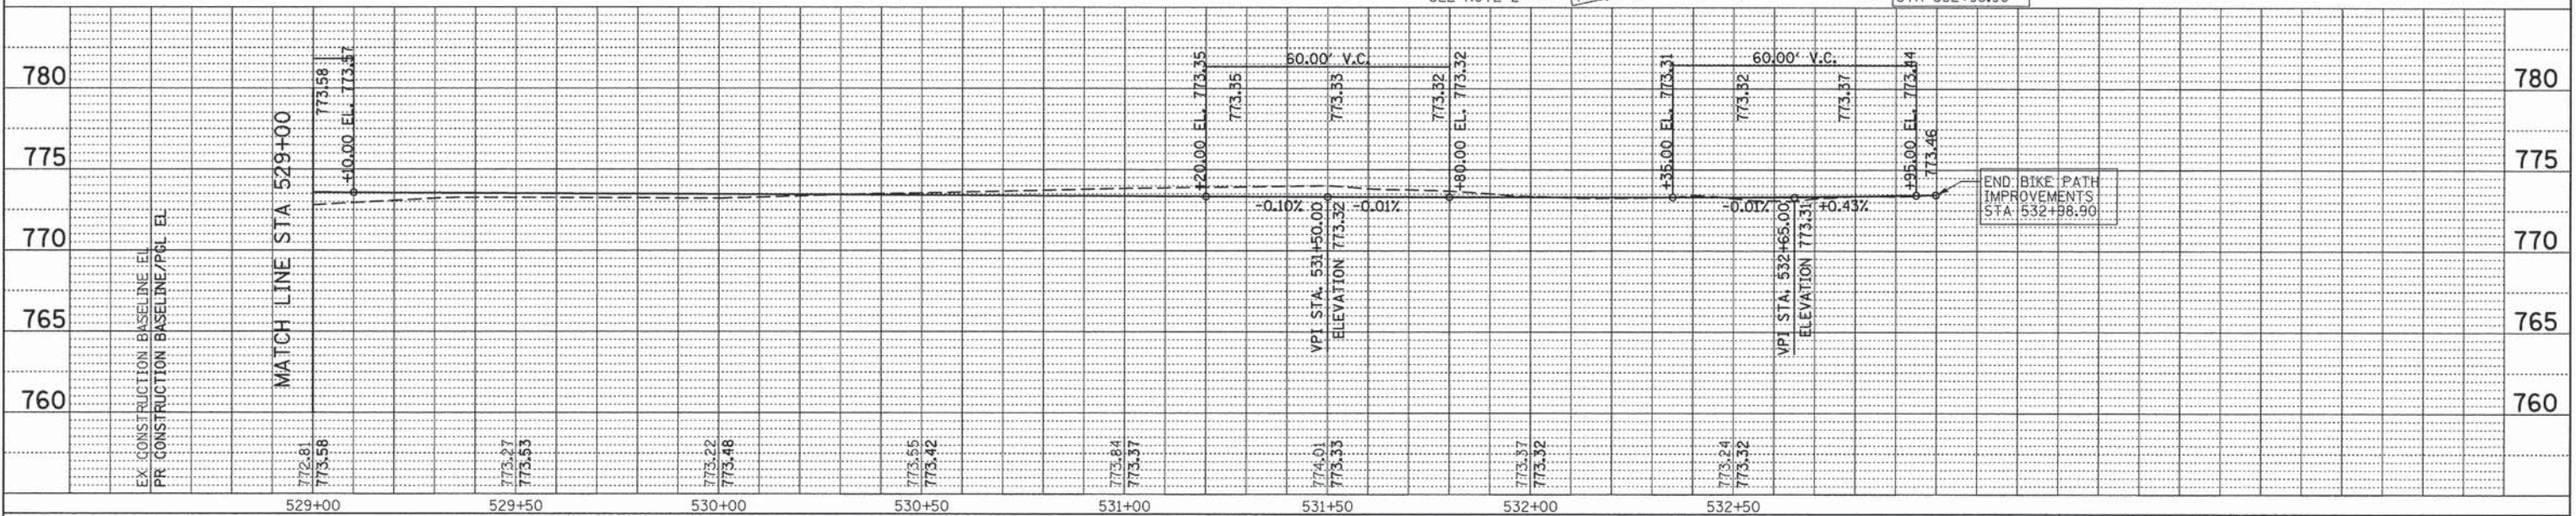 780
775
770
765
760
EX CONSTRUCTION BASELINE EL
PR CONSTRUCTION BASELINE/PGL EL
MATCH LINE STA 529+00
773.58
+10.00 EL. 773.57
+20.00 EL. 773.35
60.00' V.C.
773.35
773.33
773.32
+80.00 EL. 773.32
-0.10%
-0.01%
VPI STA. 531+50.00
ELEVATION 773.32
+35.00 EL. 773.31
60.00' V.C.
773.32
773.37
+95.00 EL. 773.44
773.46
-0.01%
+0.43%
VPI STA. 532+65.00
ELEVATION 773.31
END BIKE PATH
IMPROVEMENTS
STA 532+98.90
780
775
770
765
760
772.81
773.58
773.27
773.53
773.22
773.48
773.55
773.42
773.84
773.37
774.01
773.33
773.37
773.32
773.24
773.32
529+00
529+50
530+00
530+50
531+00
531+50
532+00
532+50